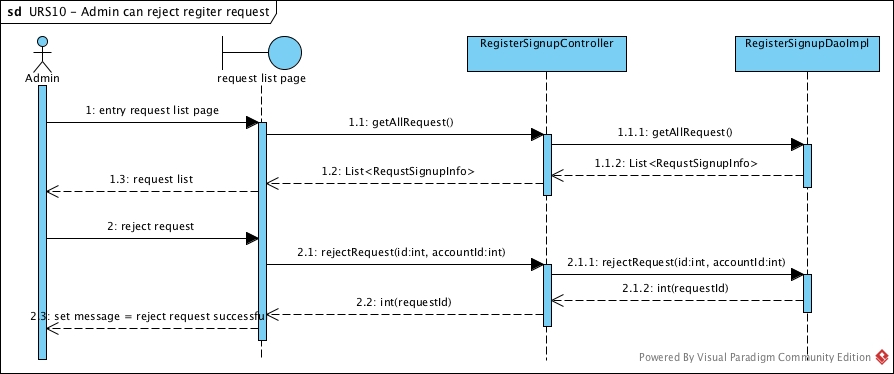 sd URS10 - Admin can reject regiter request
RegisterSignupController
RegisterSignupDaoImpl
Admin
request list page
1: entry request list page
1.1: getAllRequest()
1.1.1: getAllRequest()
1.1.2: List<RequstSignupInfo>
1.2: List<RequstSignupInfo>
1.3: request list
2: reject request
2.1: rejectRequest(id:int, accountId:int)
2.1.1: rejectRequest(id:int, accountId:int)
2.1.2: int(requestId)
2.2: int(requestId)
2.3: set message = reject request successfu
Powered By Visual Paradigm Community Edition